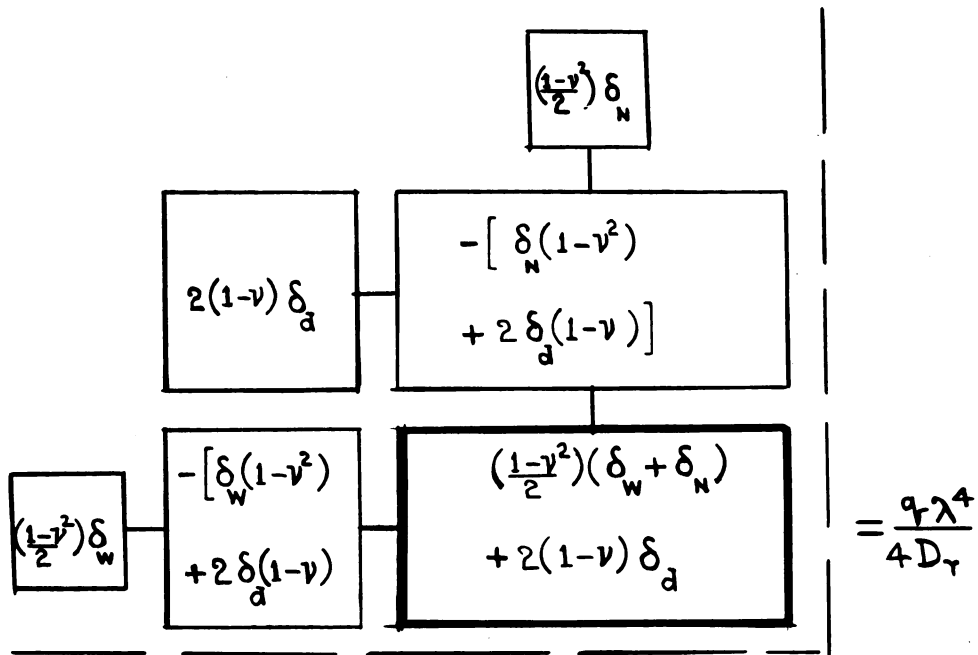 (1-ν²/2) δ_N
-[ δ_N(1-ν²)
2(1-ν) δ_d
+ 2 δ_d(1-ν )]
-[δ_W(1-ν²)
(1-ν²/2)(δ_W + δ_N)
(1-ν²/2) δ_W
+2 δ_d(1-ν)
+ 2(1-ν) δ_d
= qλ⁴/4D_r